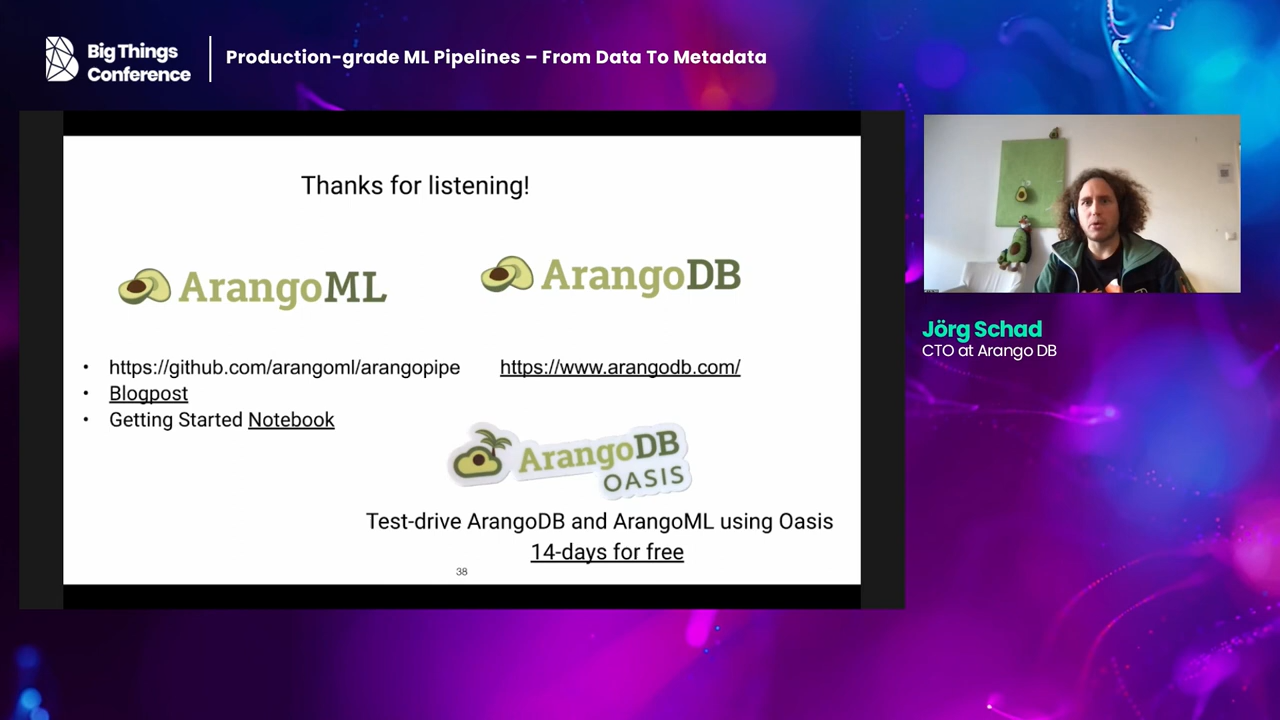 Big Things
Conference
Production-grade ML Pipelines – From Data To Metadata
Thanks for listening!
ArangoML
ArangoDB
• https://github.com/arangoml/arangopipe
• Blogpost
• Getting Started Notebook
https://www.arangodb.com/
ArangoDB
OASIS
Test-drive ArangoDB and ArangoML using Oasis
14-days for free
38
Jörg Schad
CTO at Arango DB